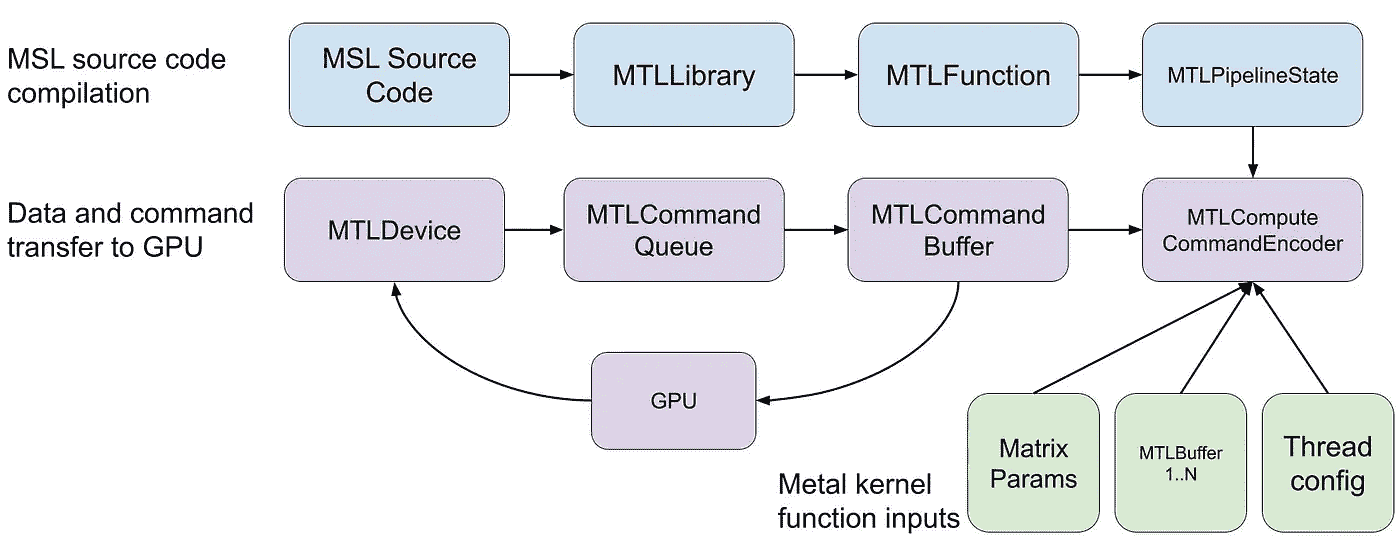 MSL source code
compilation
MSL Source
Code
MTLLibrary
MTLFunction
MTLPipelineState
Data and command
transfer to GPU
MTLDevice
MTLCommand
Queue
MTLCommand
Buffer
MTLCompute
CommandEncoder
GPU
Metal kernel
function inputs
Matrix
Params
MTLBuffer
1..N
Thread
config